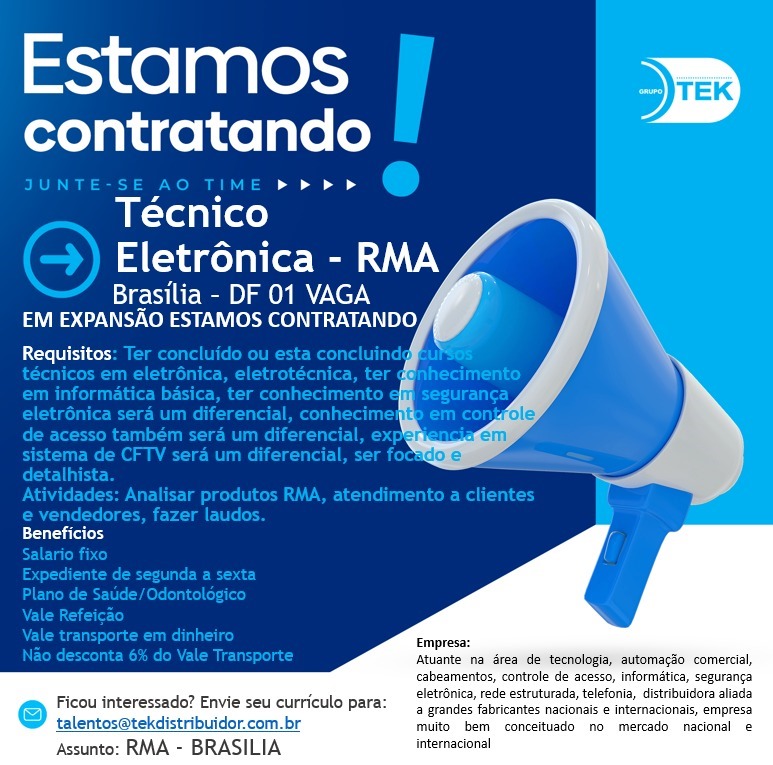 Estamos
contratando!
GRUPO TEK
JUNTE-SE AO TIME
Técnico
Eletrônica - RMA
Brasília – DF 01 VAGA
EM EXPANSÃO ESTAMOS CONTRATANDO
Requisitos: Ter concluído ou esta concluindo cursos
técnicos em eletrônica, eletrotécnica, ter conhecimento
em informática básica, ter conhecimento em segurança
eletrônica será um diferencial, conhecimento em controle
de acesso também será um diferencial, experiencia em
sistema de CFTV será um diferencial, ser focado e
detalhista.
Atividades: Analisar produtos RMA, atendimento a clientes
e vendedores, fazer laudos.
Benefícios
Salario fixo
Expediente de segunda a sexta
Plano de Saúde/Odontológico
Vale Refeição
Vale transporte em dinheiro
Não desconta 6% do Vale Transporte
Ficou interessado? Envie seu currículo para:
talentos@tekdistribuidor.com.br
Assunto: RMA - BRASILIA
Empresa:
Atuante na área de tecnologia, automação comercial,
cabeamentos, controle de acesso, informática, segurança
eletrônica, rede estruturada, telefonia, distribuidora aliada
a grandes fabricantes nacionais e internacionais, empresa
muito bem conceituado no mercado nacional e
internacional